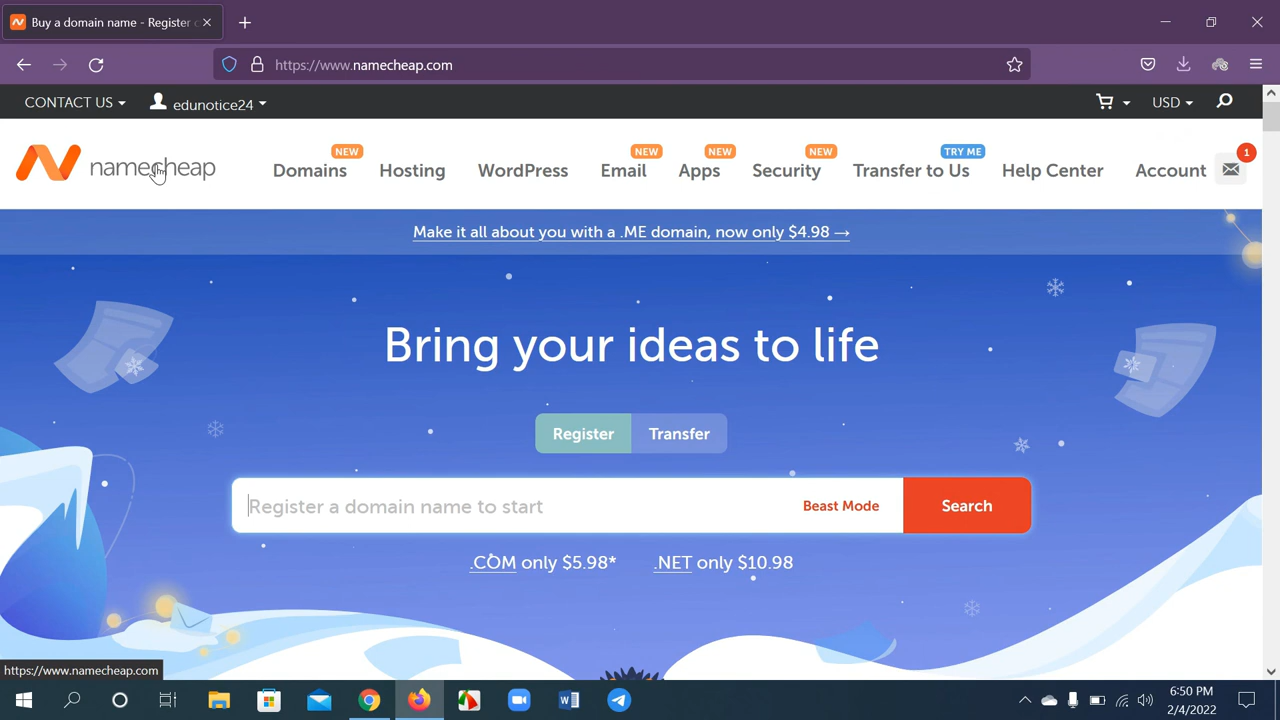 Buy a domain name - Register
https://www.namecheap.com
CONTACT US
edunotice24
USD
namecheap
NEW
NEW
NEW
NEW
TRY ME
1
Domains
Hosting
WordPress
Email
Apps
Security
Transfer to Us
Help Center
Account
Make it all about you with a .ME domain, now only $4.98 →
Bring your ideas to life
Register
Transfer
Register a domain name to start
Beast Mode
Search
.COM only $5.98*
.NET only $10.98
https://www.namecheap.com
6:50 PM
2/4/2022